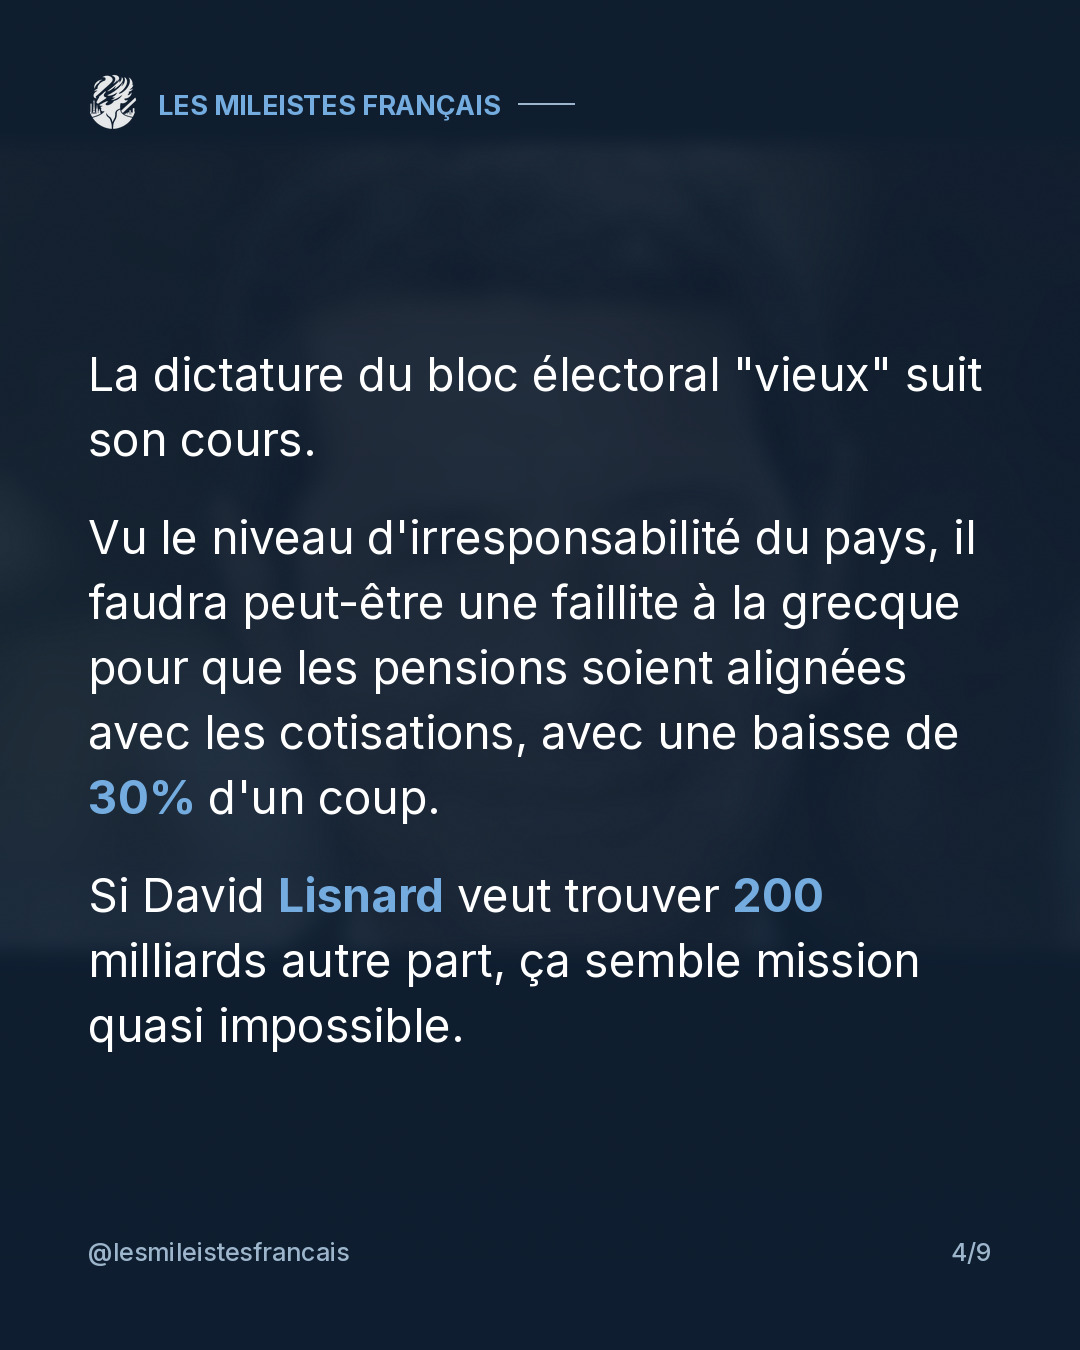 LES MILEISTES FRANÇAIS
La dictature du bloc électoral "vieux" suit
son cours.
Vu le niveau d'irresponsabilité du pays, il
faudra peut-être une faillite à la grecque
pour que les pensions soient alignées
avec les cotisations, avec une baisse de
30% d'un coup.
Si David Lisnard veut trouver 200
milliards autre part, ça semble mission
quasi impossible.
@lesmileistesfrancais
4/9